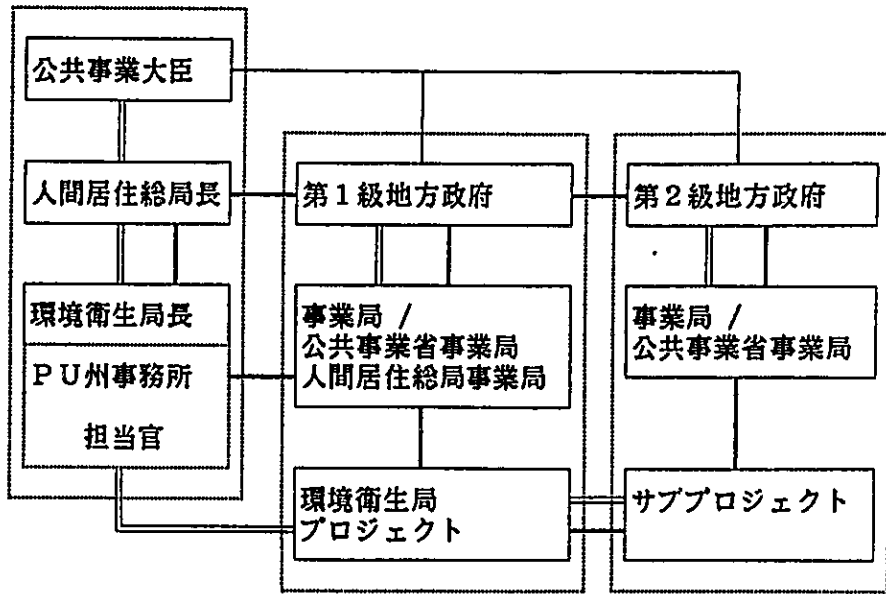 公共事業大臣
人間居住総局長
第1級地方政府
第2級地方政府
環境衛生局長
PU州事務所
担当官
事業局 /
公共事業省事業局
人間居住総局事業局
事業局 /
公共事業省事業局
環境衛生局
プロジェクト
サブプロジェクト